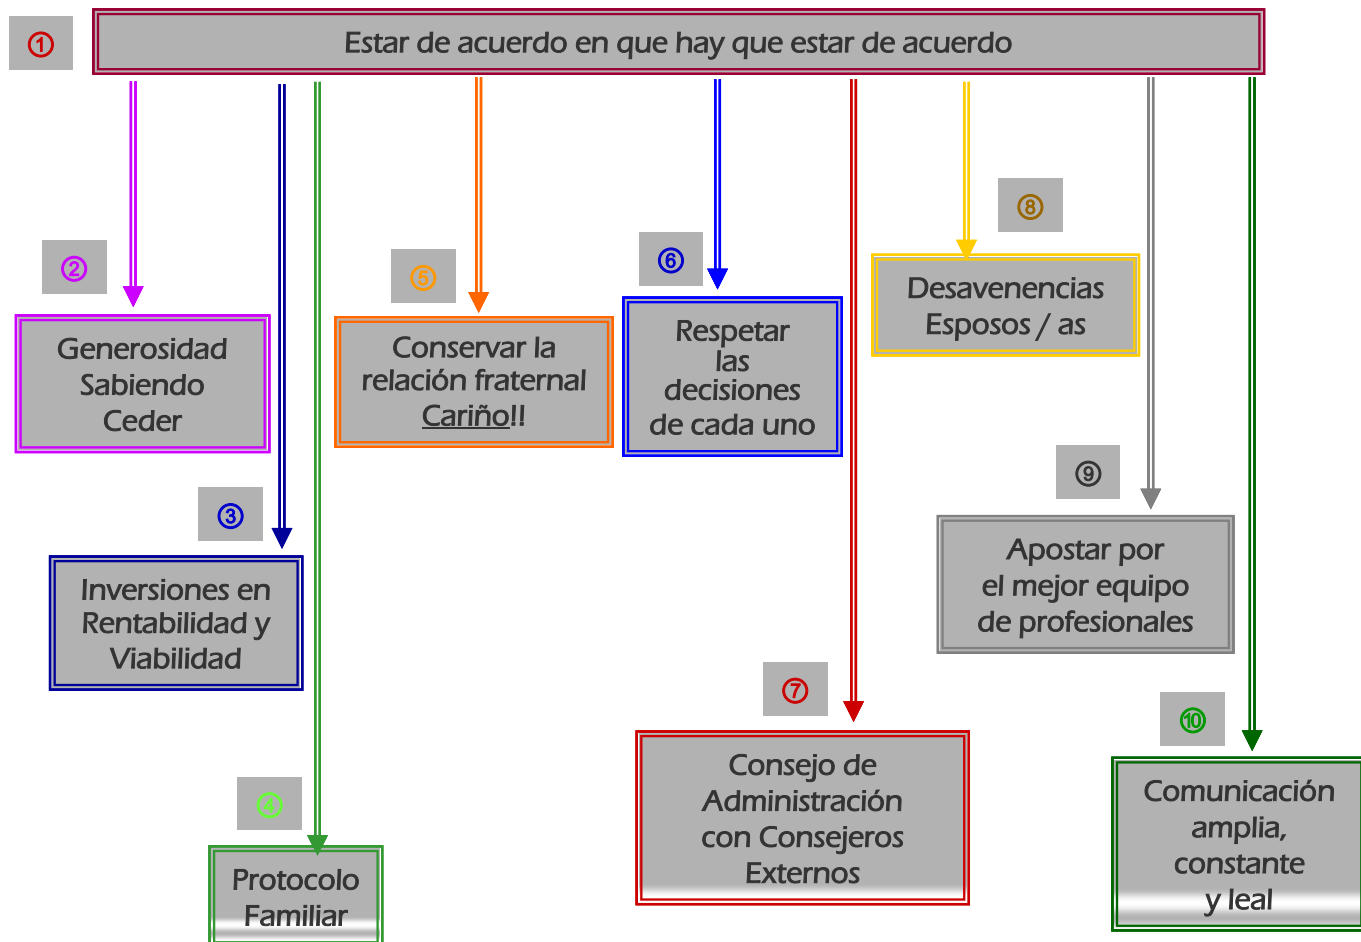 ①
Estar de acuerdo en que hay que estar de acuerdo
②
Generosidad
Sabiendo
Ceder
③
Inversiones en
Rentabilidad y
Viabilidad
④
Protocolo
Familiar
⑤
Conservar la
relación fraternal
Cariño!!
⑥
Respetar
las
decisiones
de cada uno
⑦
Consejo de
Administración
con Consejeros
Externos
⑧
Desavenencias
Esposos / as
⑨
Apostar por
el mejor equipo
de profesionales
⑩
Comunicación
amplia,
constante
y leal